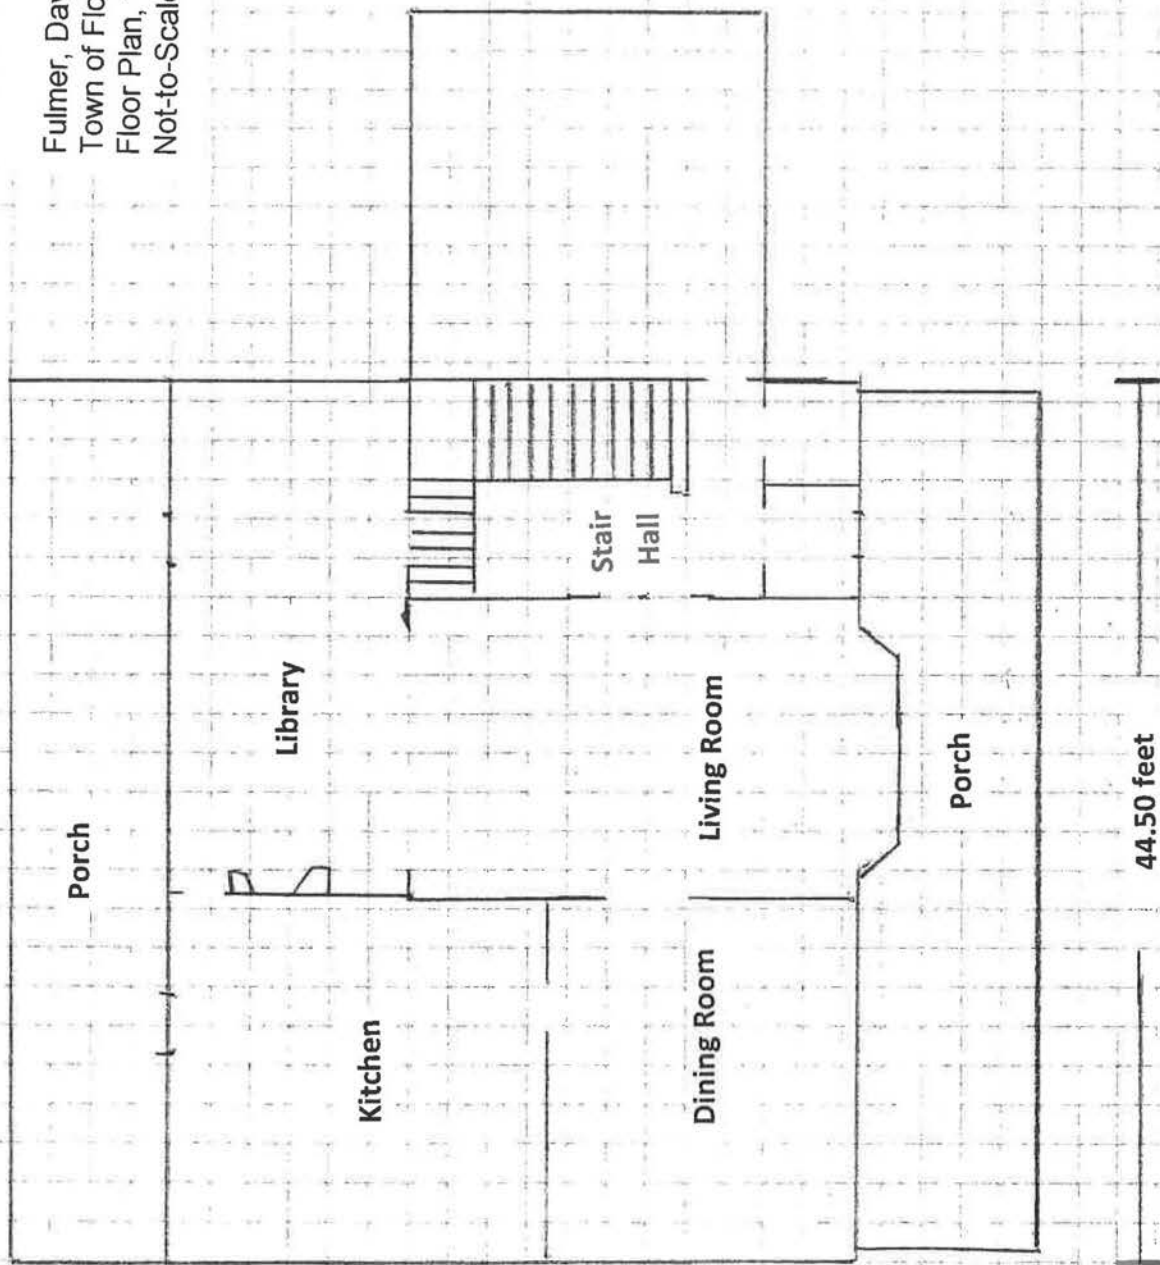 Fulmer, Dav
Town of Flo
Floor Plan,
Not-to-Scale
Porch
Kitchen
Library
Stair
Hall
Dining Room
Living Room
Porch
44.50 feet